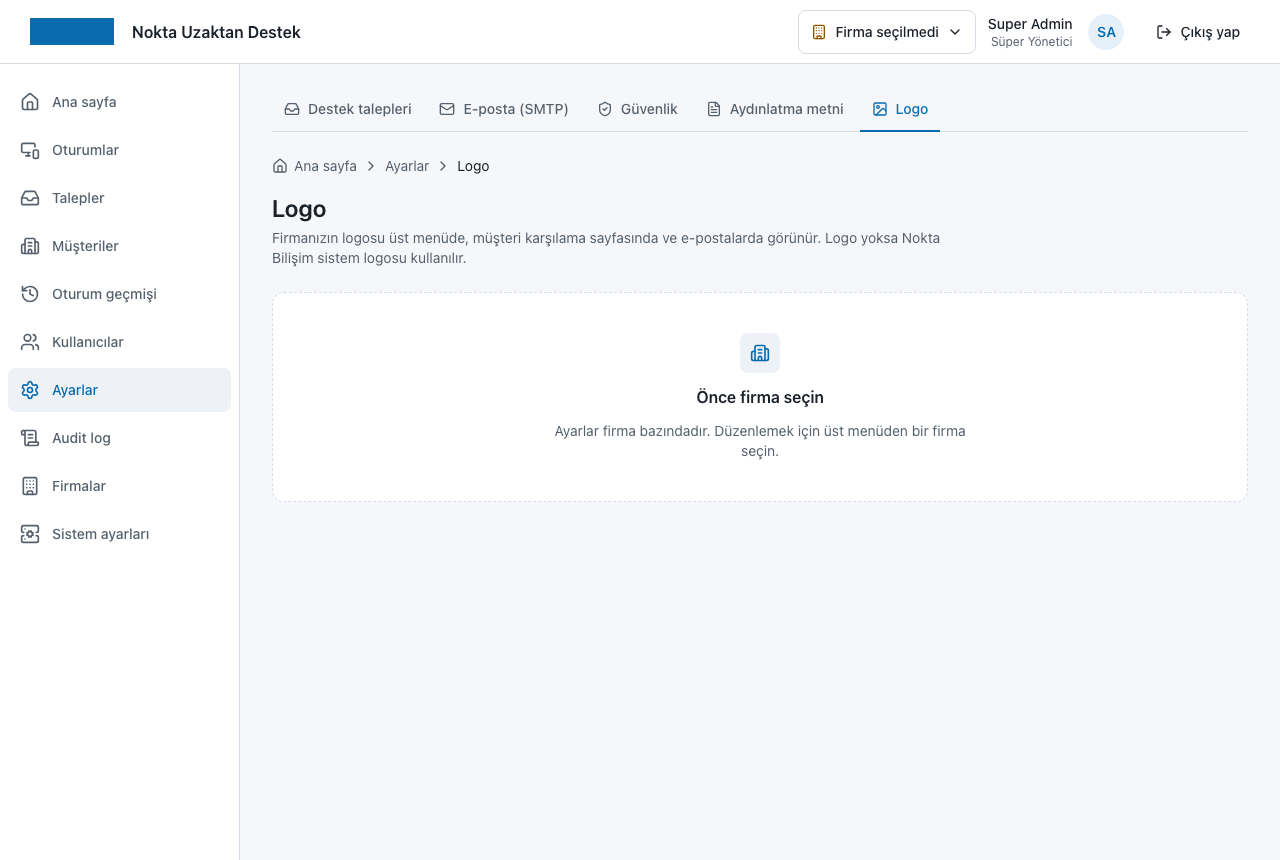 Nokta Uzaktan Destek
Firma seçilmedi
Super Admin
Süper Yönetici
SA
Çıkış yap
Ana sayfa
Oturumlar
Talepler
Müşteriler
Oturum geçmişi
Kullanıcılar
Ayarlar
Audit log
Firmalar
Sistem ayarları
Destek talepleri
E-posta (SMTP)
Güvenlik
Aydınlatma metni
Logo
Ana sayfa > Ayarlar > Logo
Logo
Firmanızın logosu üst menüde, müşteri karşılama sayfasında ve e-postalarda görünür. Logo yoksa Nokta
Bilişim sistem logosu kullanılır.
Önce firma seçin
Ayarlar firma bazındadır. Düzenlemek için üst menüden bir firma
seçin.